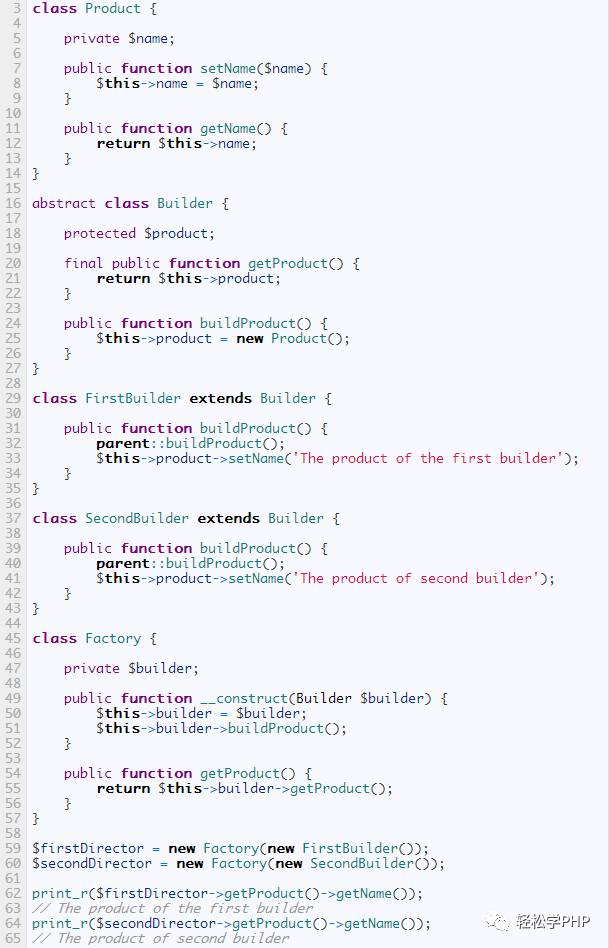 3 class Product {
4
5     private $name;
6
7     public function setName($name) {
8         $this->name = $name;
9     }
10
11     public function getName() {
12         return $this->name;
13     }
14 }
15
16 abstract class Builder {
17
18     protected $product;
19
20     final public function getProduct() {
21         return $this->product;
22     }
23
24     public function buildProduct() {
25         $this->product = new Product();
26     }
27 }
28
29 class FirstBuilder extends Builder {
30
31     public function buildProduct() {
32         parent::buildProduct();
33         $this->product->setName('The product of the first builder');
34     }
35 }
36
37 class SecondBuilder extends Builder {
38
39     public function buildProduct() {
40         parent::buildProduct();
41         $this->product->setName('The product of second builder');
42     }
43 }
44
45 class Factory {
46
47     private $builder;
48
49     public function __construct(Builder $builder) {
50         $this->builder = $builder;
51         $this->builder->buildProduct();
52     }
53
54     public function getProduct() {
55         return $this->builder->getProduct();
56     }
57 }
58
59 $firstDirector = new Factory(new FirstBuilder());
60 $secondDirector = new Factory(new SecondBuilder());
61
62 print_r($firstDirector->getProduct()->getName());
63 // The product of the first builder
64 print_r($secondDirector->getProduct()->getName());
65 // The product of second builder
轻松学PHP